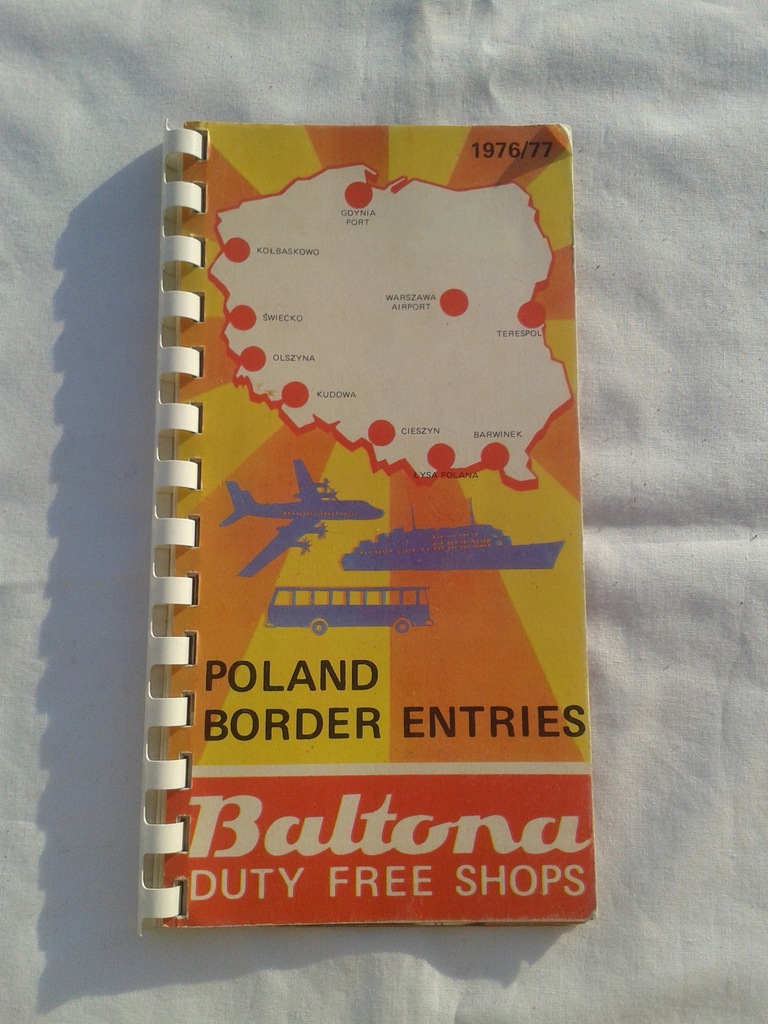 1976/77
GDYNIA
PORT
KOŁBASKOWO
WARSZAWA
AIRPORT
ŚWIECKO
TERESPOL
OLSZYNA
KUDOWA
CIESZYN
BARWINEK
ŁYSA POLANA
POLAND
BORDER ENTRIES
Baltona
DUTY FREE SHOPS